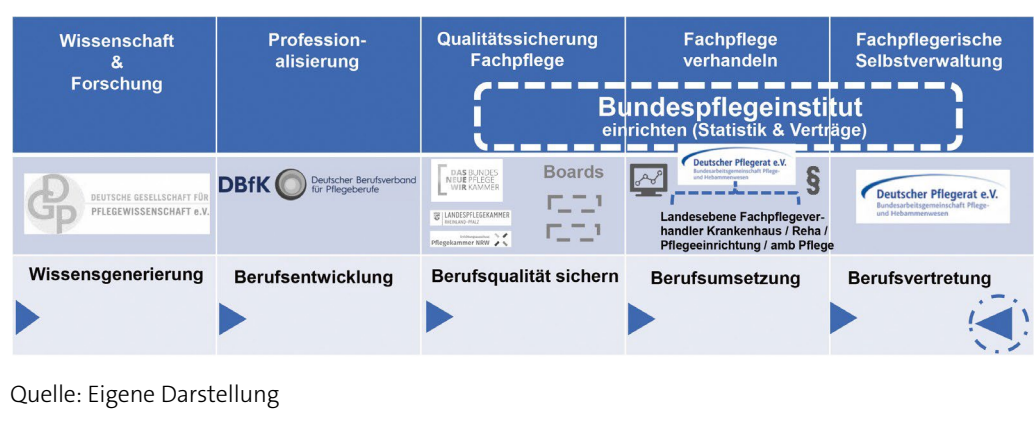 Wissenschaft
&
Forschung
Profession-
alisierung
Qualitätssicherung
Fachpflege
Fachpflege
verhandeln
Fachpflegerische
Selbstverwaltung
Bundespflegeinstitut
einrichten (Statistik & Verträge)
DGP
DEUTSCHE GESELLSCHAFT FÜR
PFLEGEWISSENSCHAFT e.V.
DBfK
Deutscher Berufsverband
für Pflegeberufe
DAS BUNDES
NEUE PFLEGE
WIR KAMMER
LANDESPFLEGEKAMMER
RHEINLAND-PFALZ
Pflegekammer NRW
Boards
Deutscher Pflegerat e.V.
Bundesarbeitsgemeinschaft Pflege-
und Hebammenwesen
§
Landesebene Fachpflegever-
handler Krankenhaus / Reha /
Pflegeeinrichtung / amb Pflege
Deutscher Pflegerat e.V.
Bundesarbeitsgemeinschaft Pflege-
und Hebammenwesen
Wissensgenerierung
Berufsentwicklung
Berufsqualität sichern
Berufsumsetzung
Berufsvertretung
Quelle: Eigene Darstellung